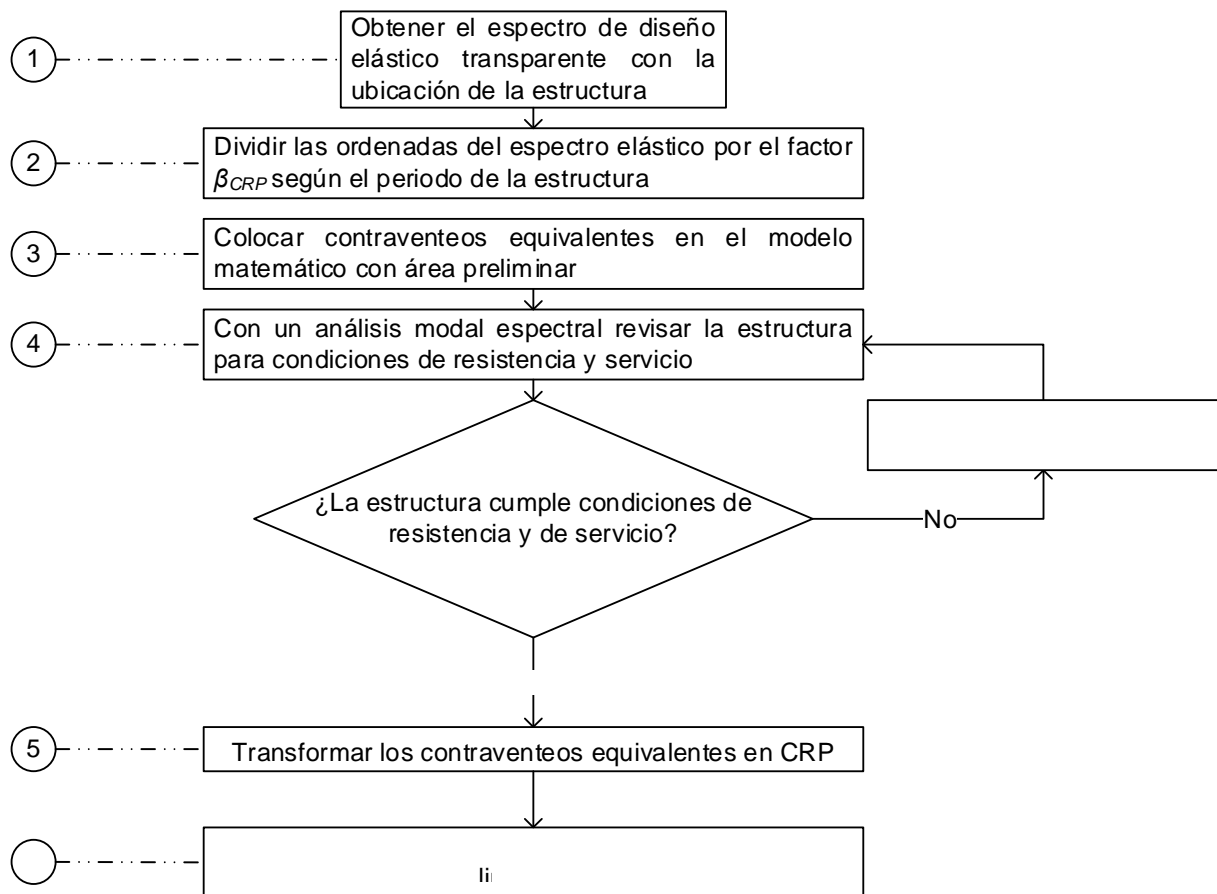 1
Obtener el espectro de diseño
elástico transparente con la
ubicación de la estructura
2
Dividir las ordenadas del espectro elástico por el factor
βCRP según el periodo de la estructura
3
Colocar contraventeos equivalentes en el modelo
matemático con área preliminar
4
Con un análisis modal espectral revisar la estructura
para condiciones de resistencia y servicio
¿La estructura cumple condiciones de
resistencia y de servicio?
No
5
Transformar los contraventeos equivalentes en CRP